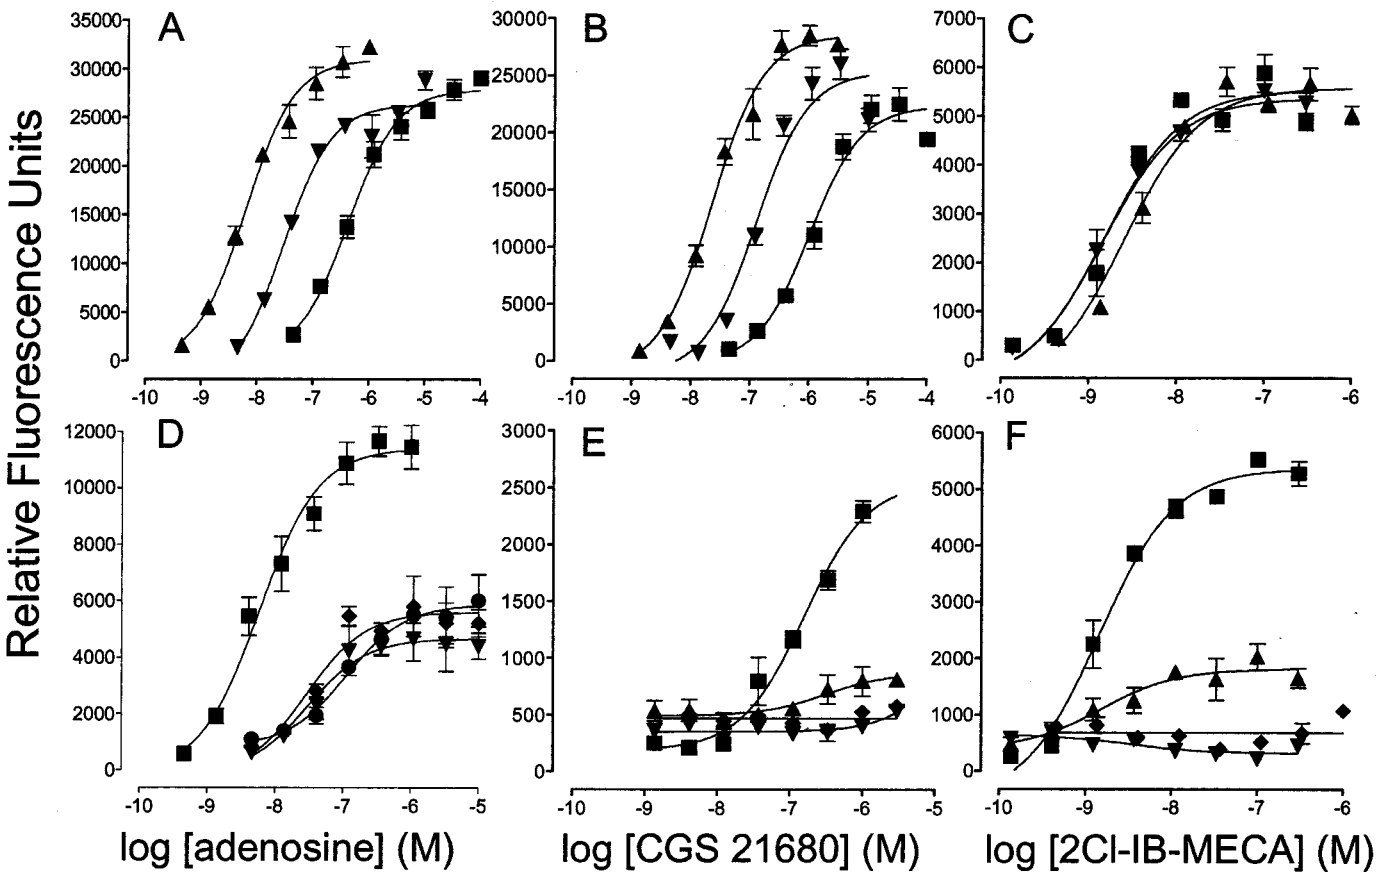 Relative Fluorescence Units
A
35000
30000
25000
20000
15000
10000
5000
0
-10 -9 -8 -7 -6 -5 -4
B
30000
25000
20000
15000
10000
5000
0
-10 -9 -8 -7 -6 -5 -4
C
7000
6000
5000
4000
3000
2000
1000
0
-10 -9 -8 -7 -6
D
12000
10000
8000
6000
4000
2000
0
-10 -9 -8 -7 -6 -5
log [adenosine] (M)
E
3000
2500
2000
1500
1000
500
0
-10 -9 -8 -7 -6 -5
log [CGS 21680] (M)
F
6000
5000
4000
3000
2000
1000
0
-10 -9 -8 -7 -6
log [2Cl-IB-MECA] (M)